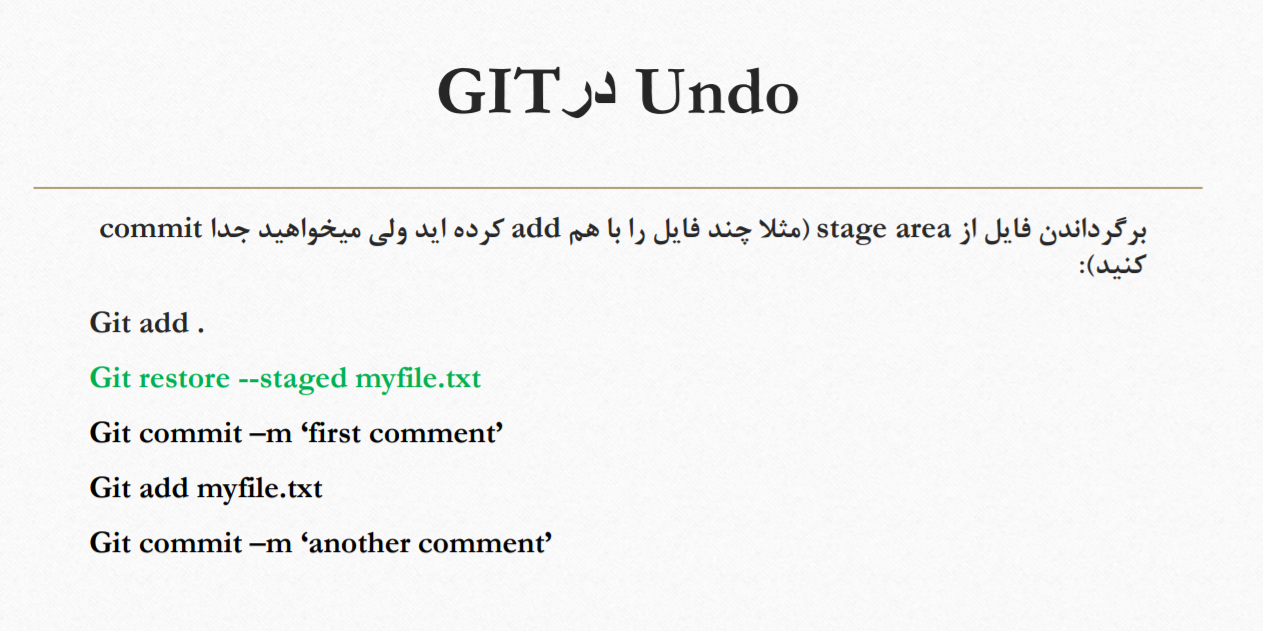 Undo در GIT
برگرداندن فایل از stage area (مثلا چند فایل را با هم add کرده اید ولی میخواهید جدا commit
کنید):
Git add .
Git restore --staged myfile.txt
Git commit –m ‘first comment’
Git add myfile.txt
Git commit –m ‘another comment’